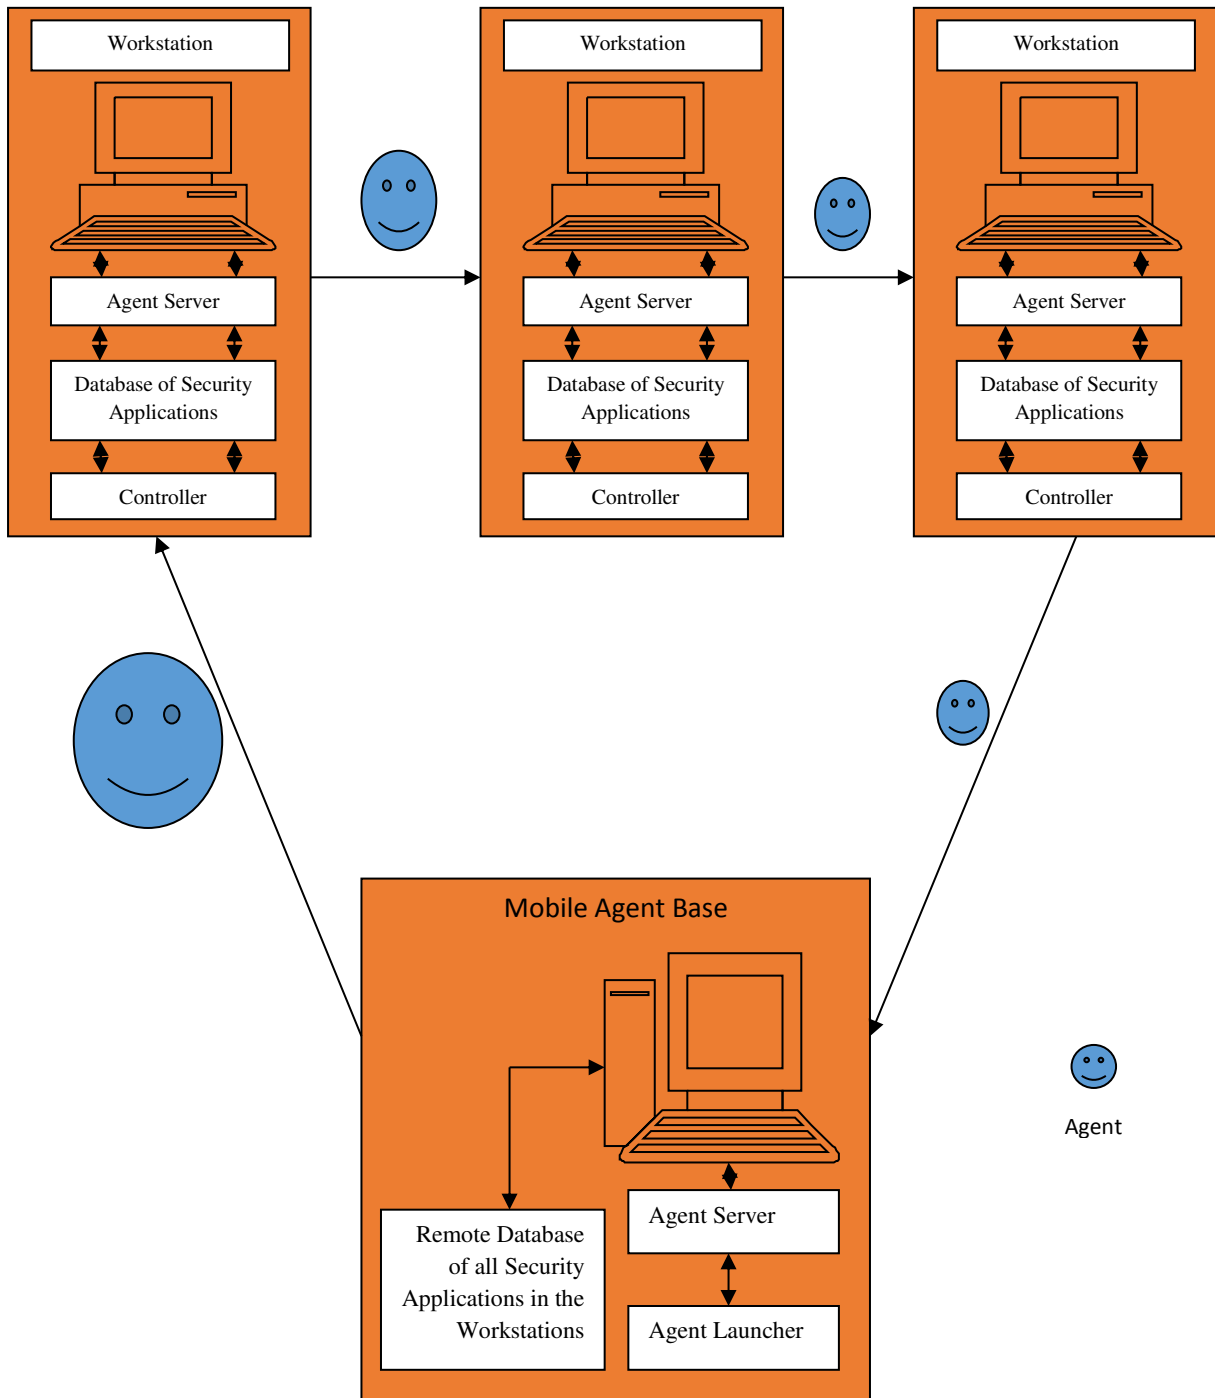 Workstation
Agent Server
Database of Security
Applications
Controller
Workstation
Agent Server
Database of Security
Applications
Controller
Workstation
Agent Server
Database of Security
Applications
Controller
Mobile Agent Base
Remote Database
of all Security
Applications in the
Workstations
Agent Server
Agent Launcher
Agent